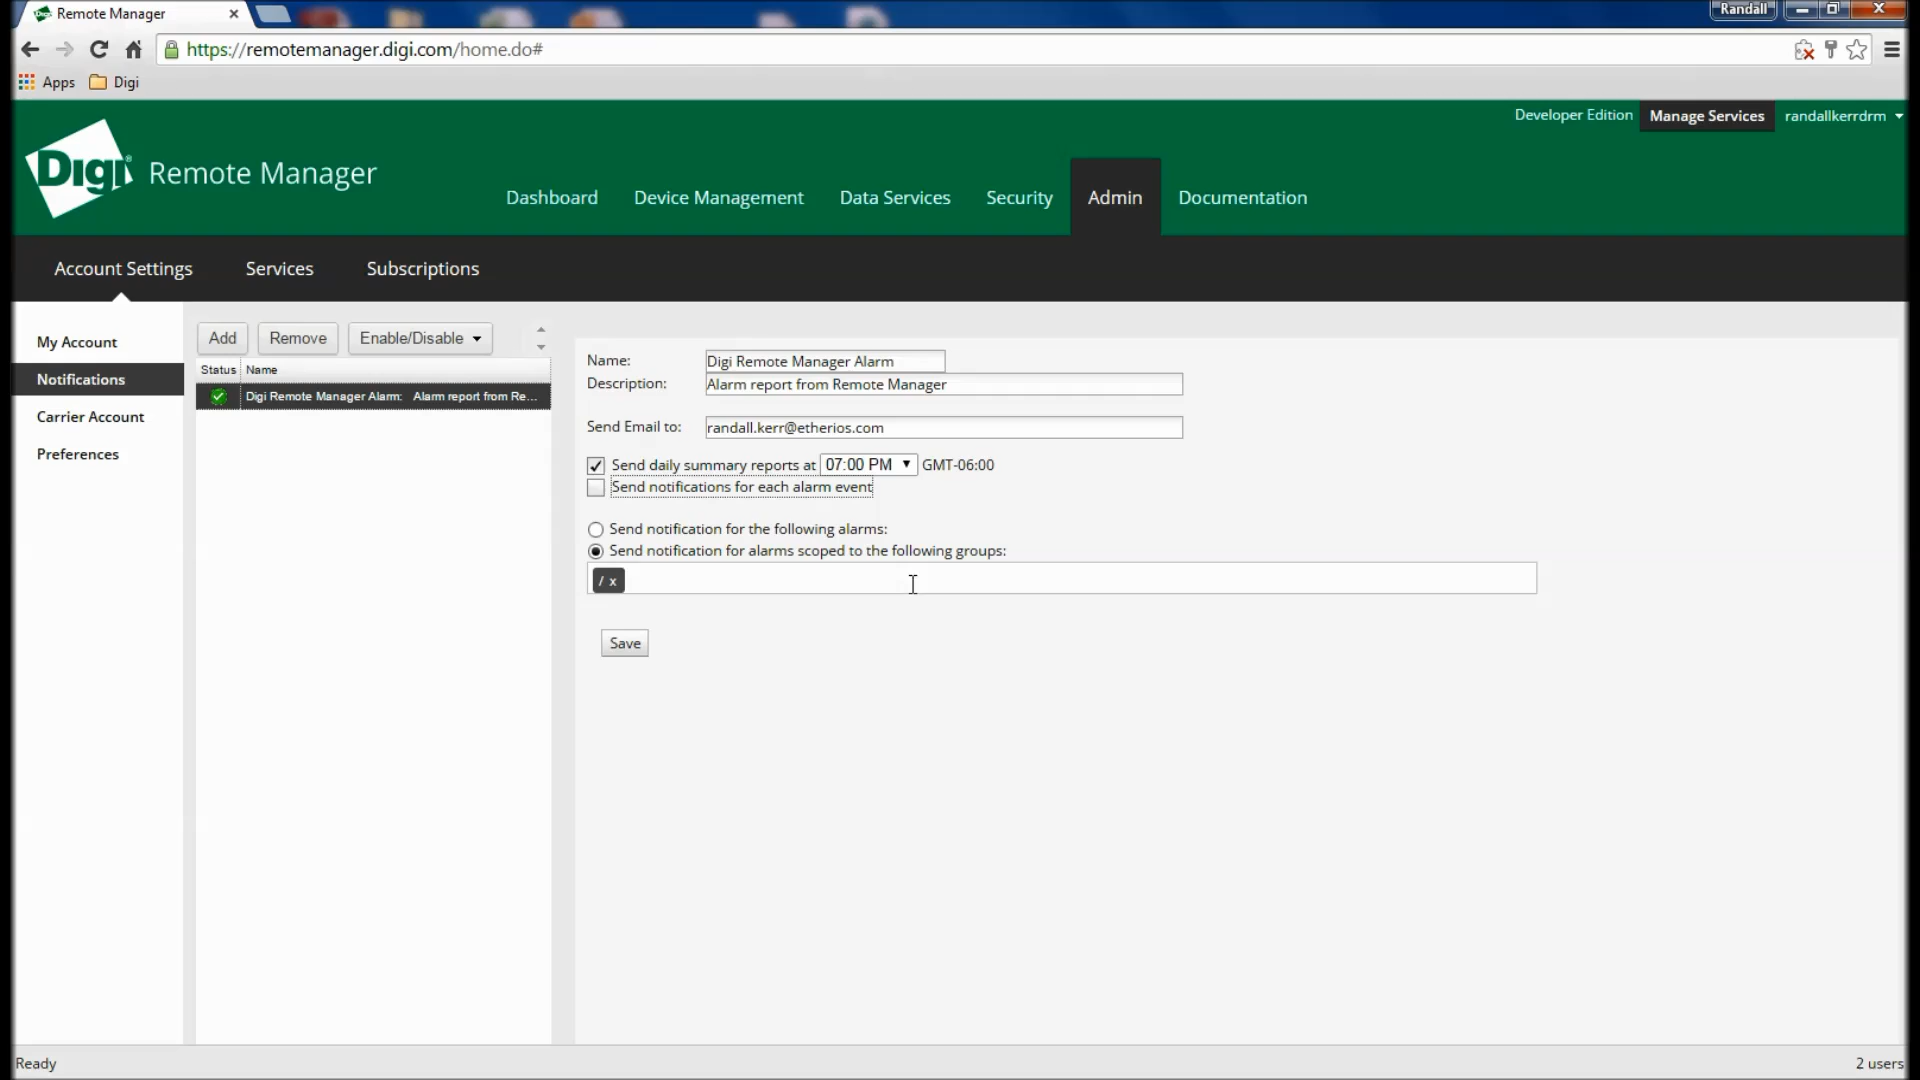 Remote Manager x
Randall
https://remotemanager.digi.com/home.do#
Apps Digi
Developer Edition Manage Services randallkerrdrm
Digi® Remote Manager
Dashboard Device Management Data Services Security Admin Documentation
Account Settings Services Subscriptions
My Account
Notifications
Carrier Account
Preferences
Add Remove Enable/Disable
Status Name
Digi Remote Manager Alarm: Alarm report from Re...
Name: Digi Remote Manager Alarm
Description: Alarm report from Remote Manager
Send Email to: randall.kerr@etherios.com
Send daily summary reports at 07:00 PM GMT-06:00
Send notifications for each alarm event
Send notification for the following alarms:
Send notification for alarms scoped to the following groups:
/ x
Save
Ready
2 users